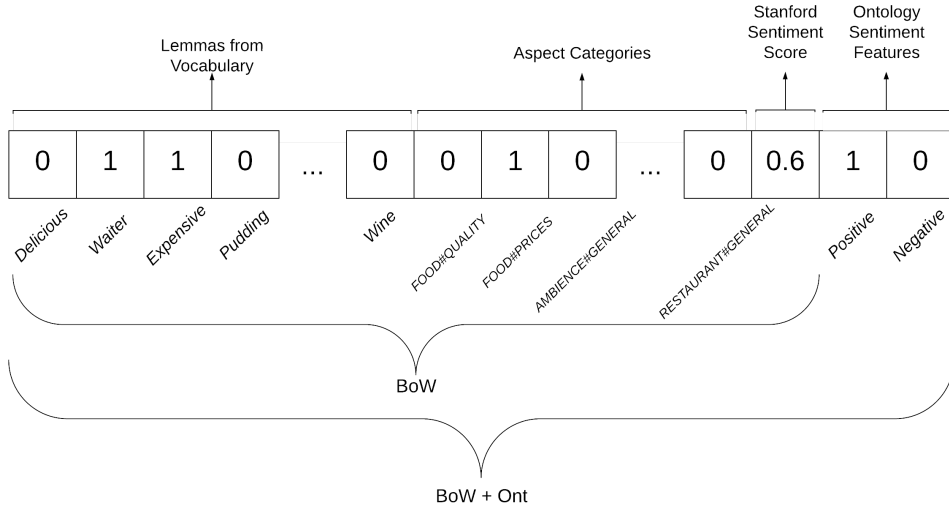 Stanford
Sentiment
Score
Ontology
Sentiment
Features
Lemmas from
Vocabulary
Aspect Categories
0 1 1 0 ... 0 0 1 0 ... 0 0.6 1 0
Delicious
Waiter
Expensive
Pudding
Wine
FOOD#QUALITY
FOOD#PRICES
AMBIENCE#GENERAL
RESTAURANT#GENERAL
Positive
Negative
BoW
BoW + Ont